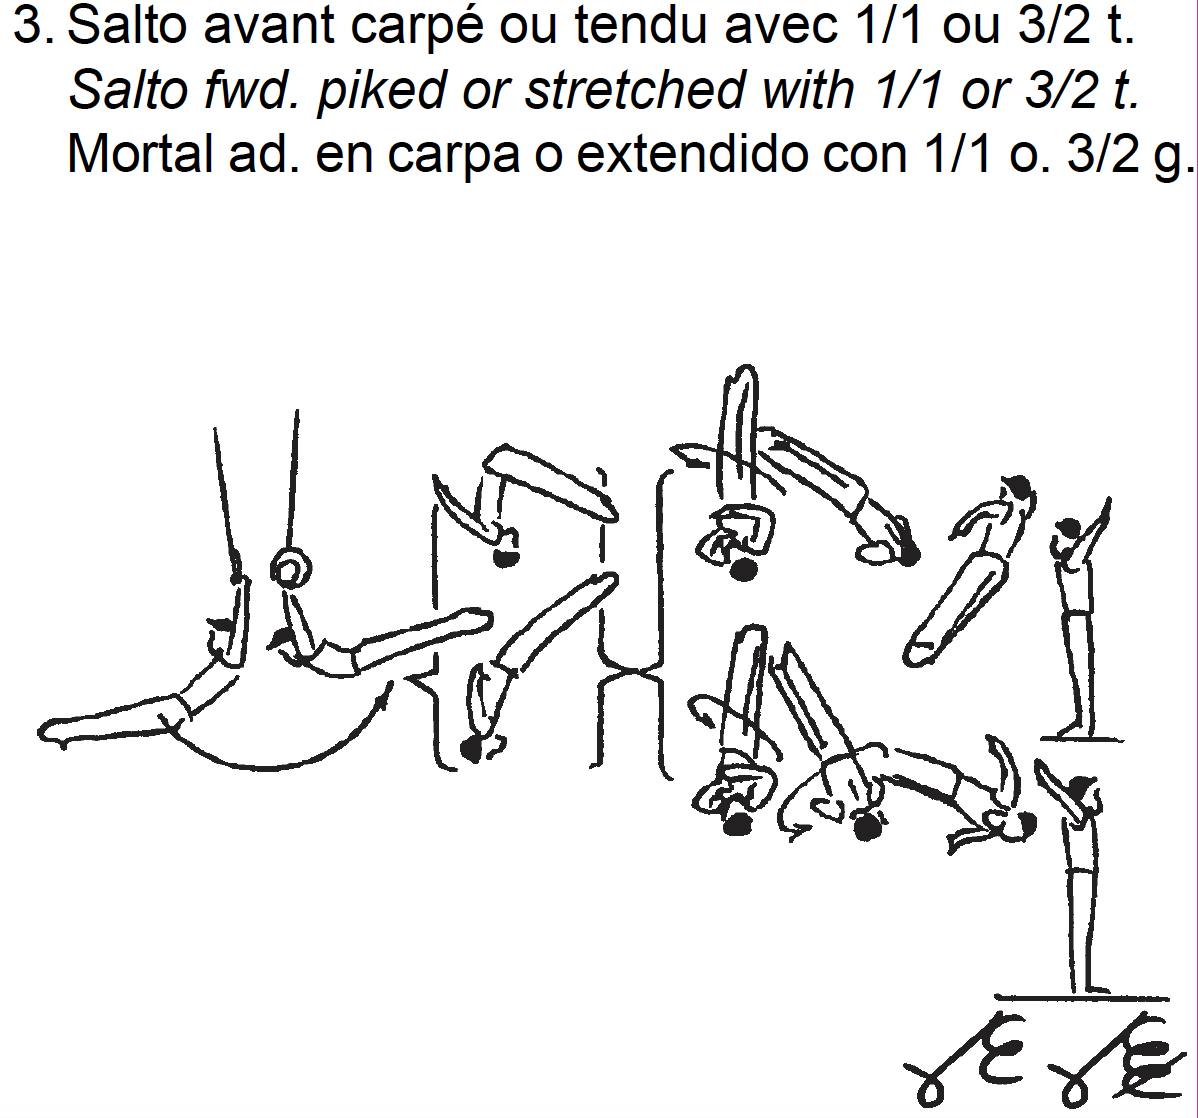 3. Salto avant carpé ou tendu avec 1/1 ou 3/2 t.
Salto fwd. piked or stretched with 1/1 or 3/2 t.
Mortal ad. en carpa o extendido con 1/1 o. 3/2 g.